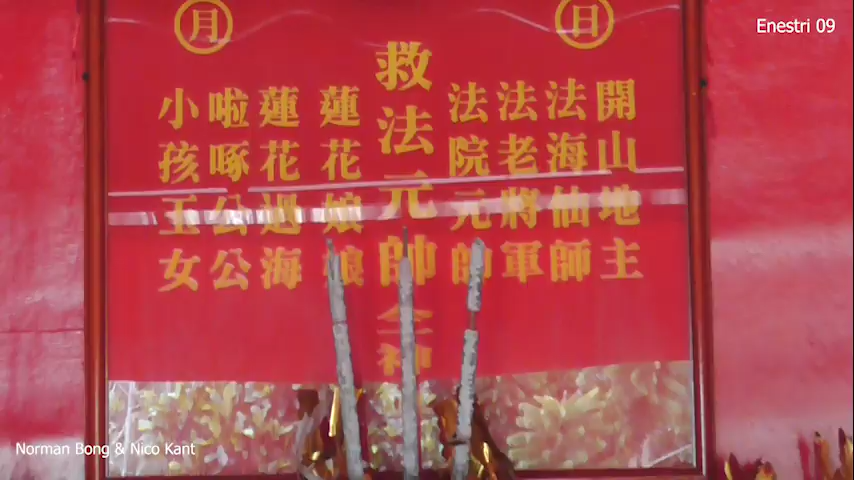 Enestri 09
日
月
開山地主
法海仙師
法老將軍
法院元帥
救法元帥 神
蓮花娘娘
蓮花過海
啦啄公公
小孩玉女
Norman Bong & Nico Kant